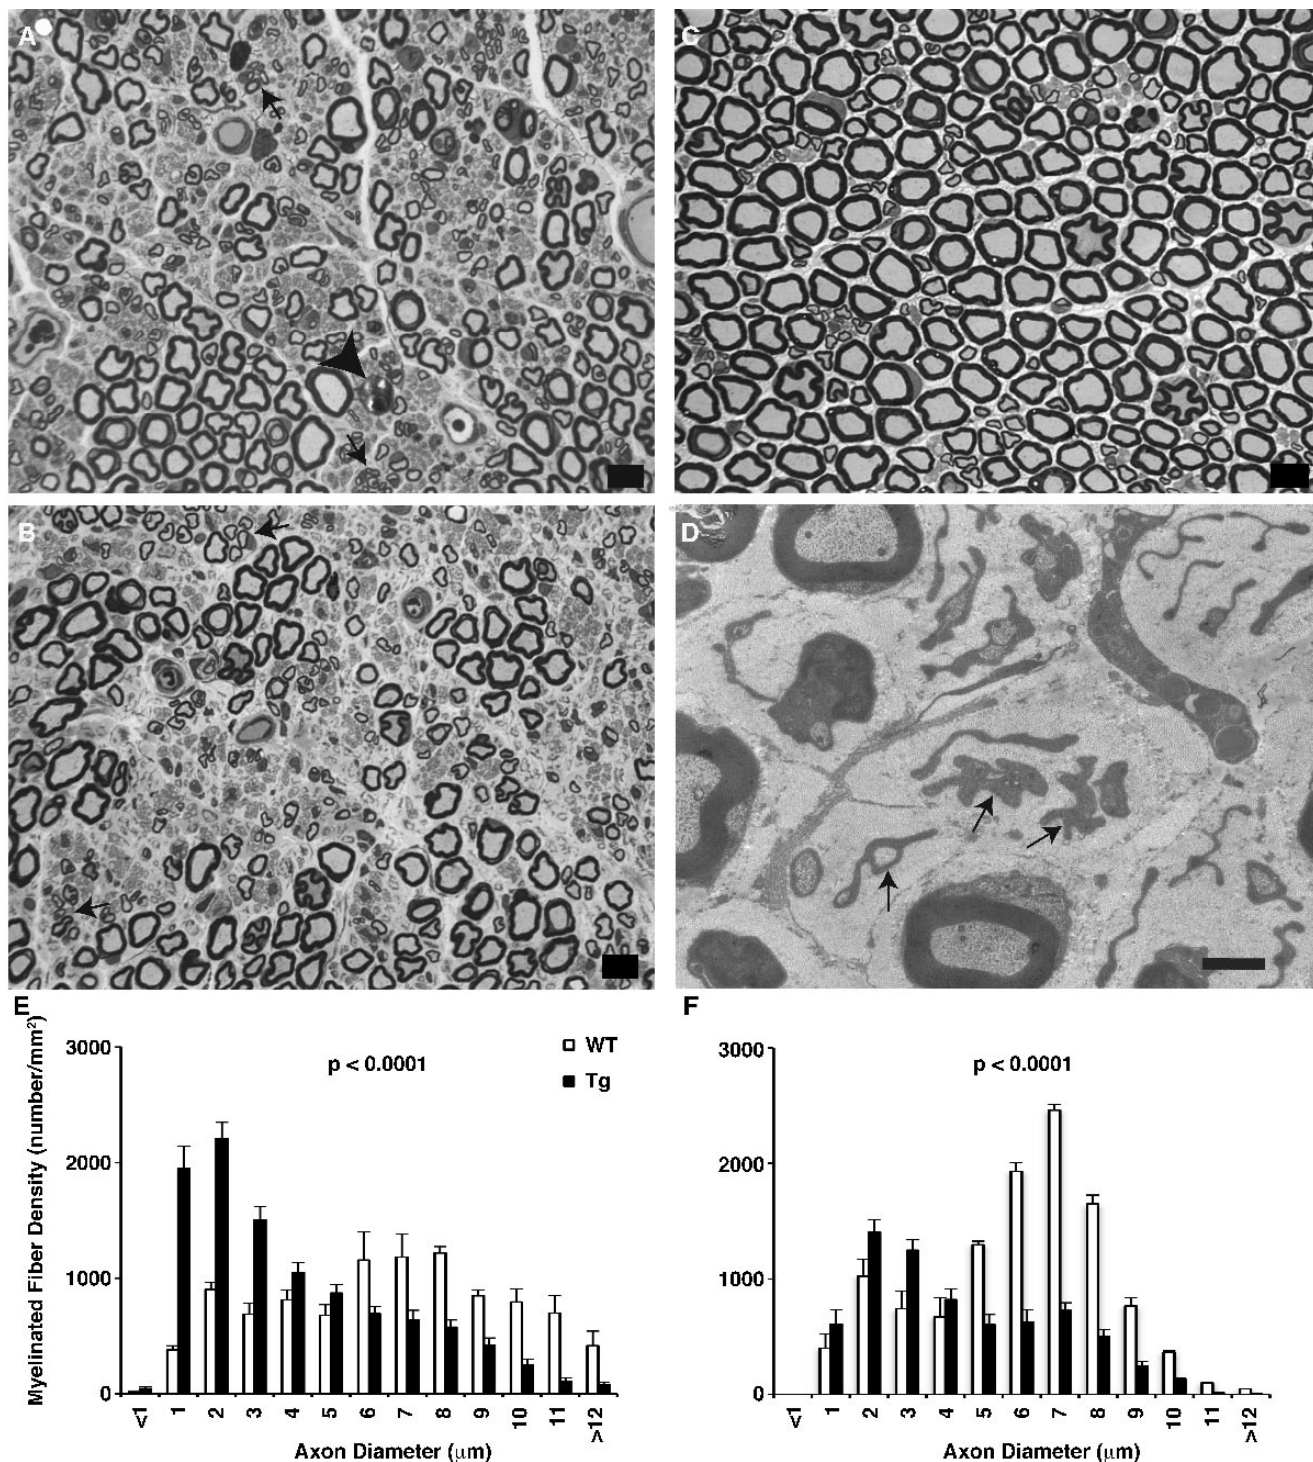 A
C
B
D
E
F
Myelinated Fiber Density (number/mm²)
3000
2000
1000
0
p < 0.0001
WT
Tg
<1
1
2
3
4
5
6
7
8
9
10
11
>12
Axon Diameter (μm)
3000
2000
1000
0
p < 0.0001
<1
1
2
3
4
5
6
7
8
9
10
11
>12
Axon Diameter (μm)